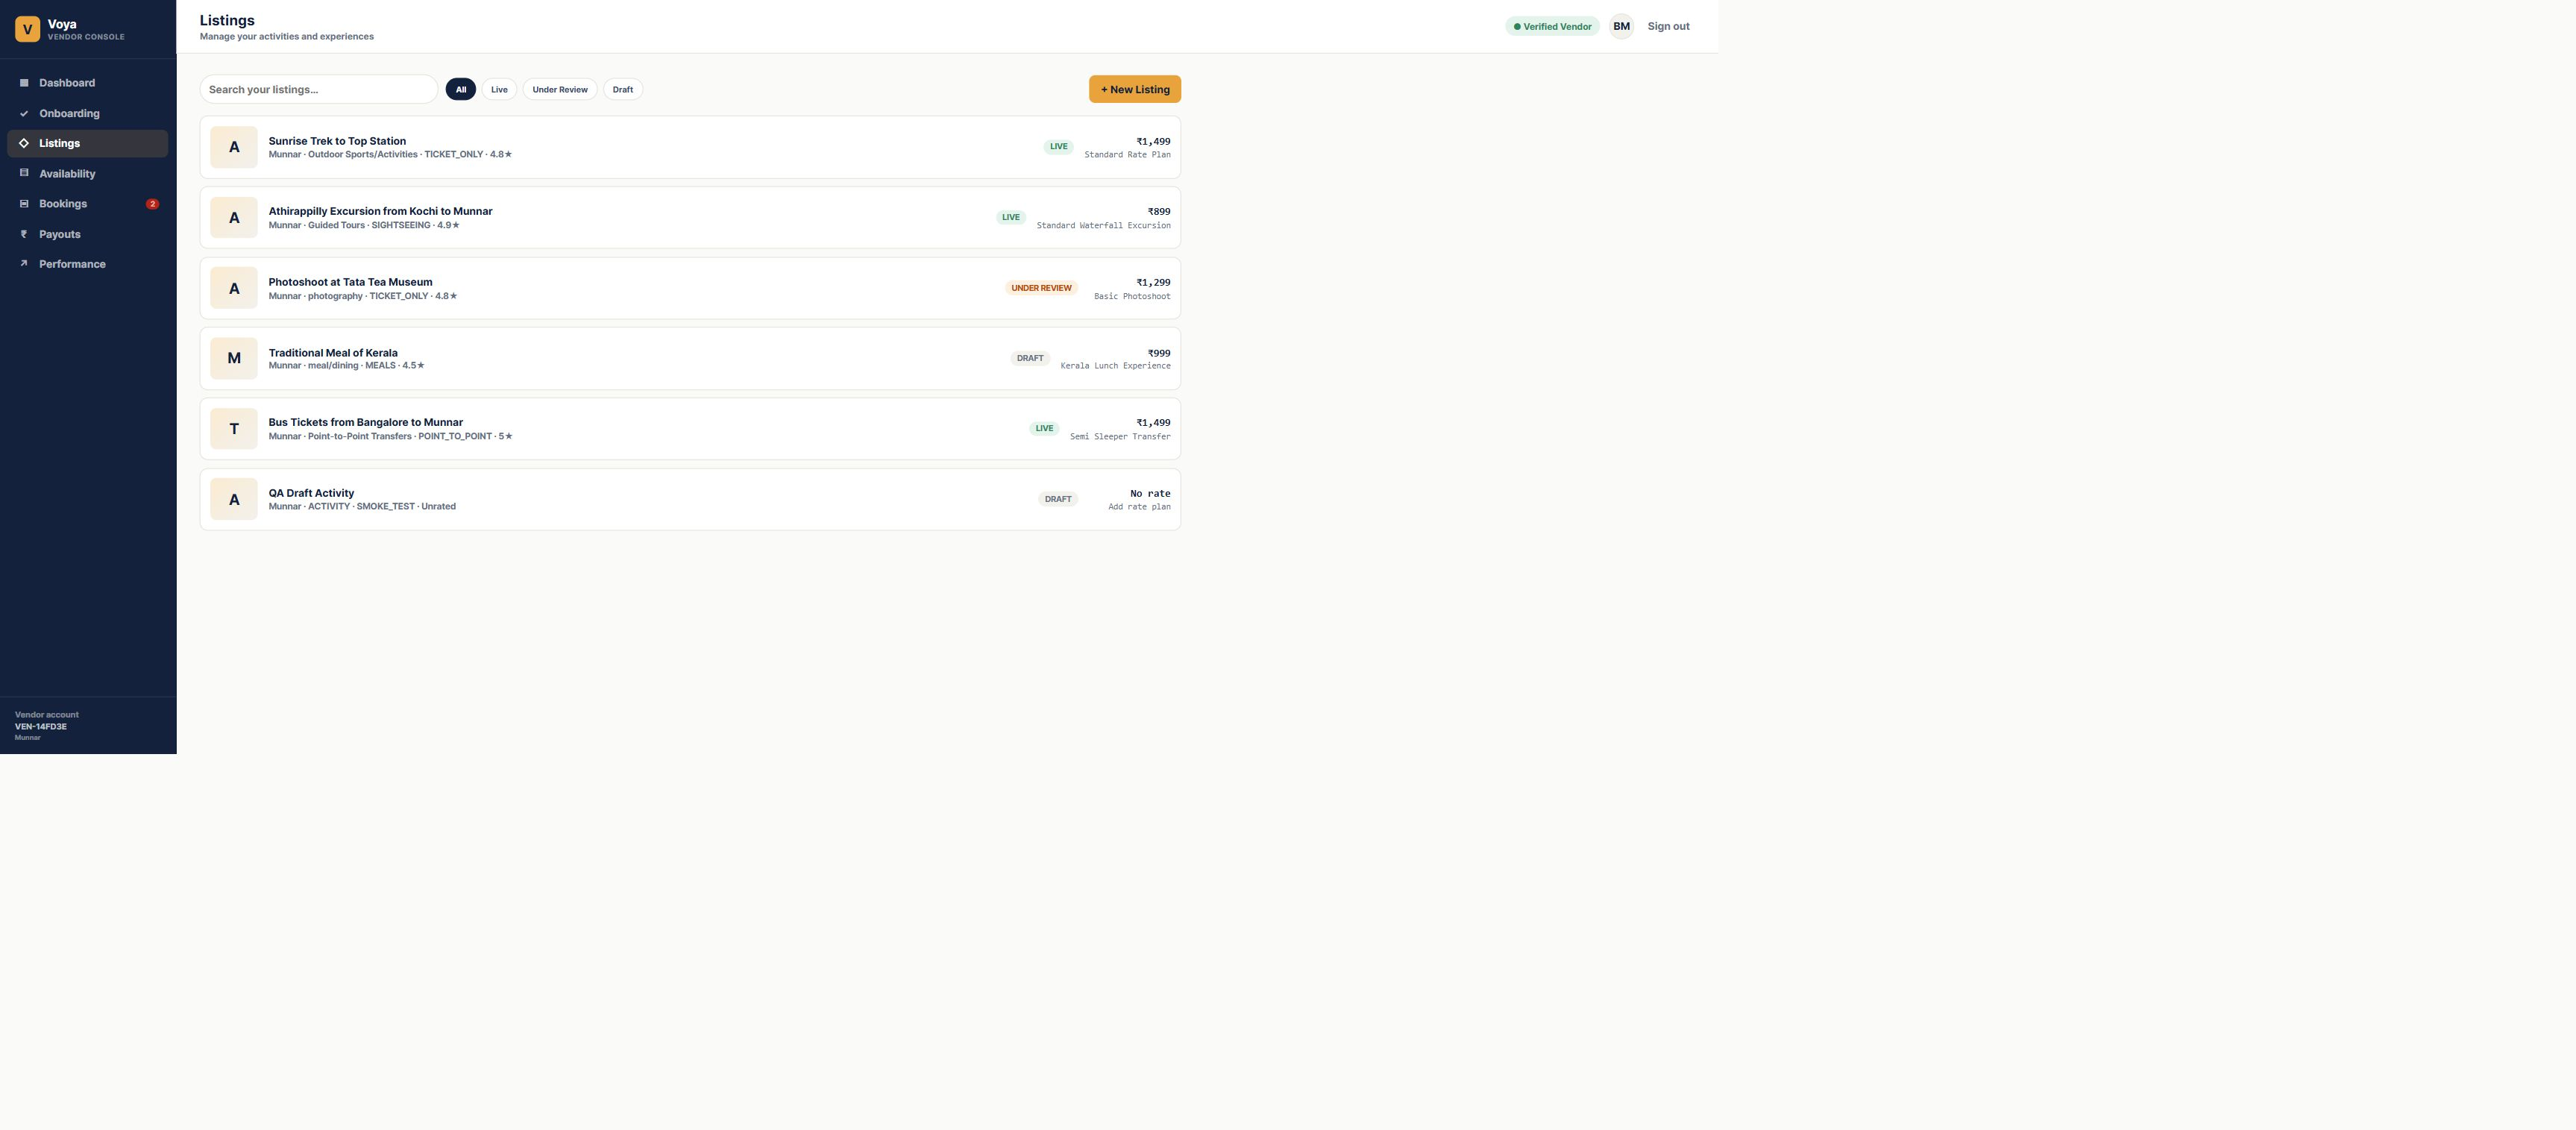 V
Voya
VENDOR CONSOLE
Dashboard
Onboarding
Listings
Availability
Bookings
2
₹ Payouts
Performance
Vendor account
VEN-14FD3E
Munnar
Listings
Manage your activities and experiences
Verified Vendor
BM
Sign out
Search your listings...
All
Live
Under Review
Draft
+ New Listing
A
Sunrise Trek to Top Station
Munnar · Outdoor Sports/Activities · TICKET_ONLY · 4.8★
LIVE
₹1,499
Standard Rate Plan
A
Athirappilly Excursion from Kochi to Munnar
Munnar · Guided Tours · SIGHTSEEING · 4.9★
LIVE
₹899
Standard Waterfall Excursion
A
Photoshoot at Tata Tea Museum
Munnar · photography · TICKET_ONLY · 4.8★
UNDER REVIEW
₹1,299
Basic Photoshoot
M
Traditional Meal of Kerala
Munnar · meal/dining · MEALS · 4.5★
DRAFT
₹999
Kerala Lunch Experience
T
Bus Tickets from Bangalore to Munnar
Munnar · Point-to-Point Transfers · POINT_TO_POINT · 5★
LIVE
₹1,499
Semi Sleeper Transfer
A
QA Draft Activity
Munnar · ACTIVITY · SMOKE_TEST · Unrated
DRAFT
No rate
Add rate plan